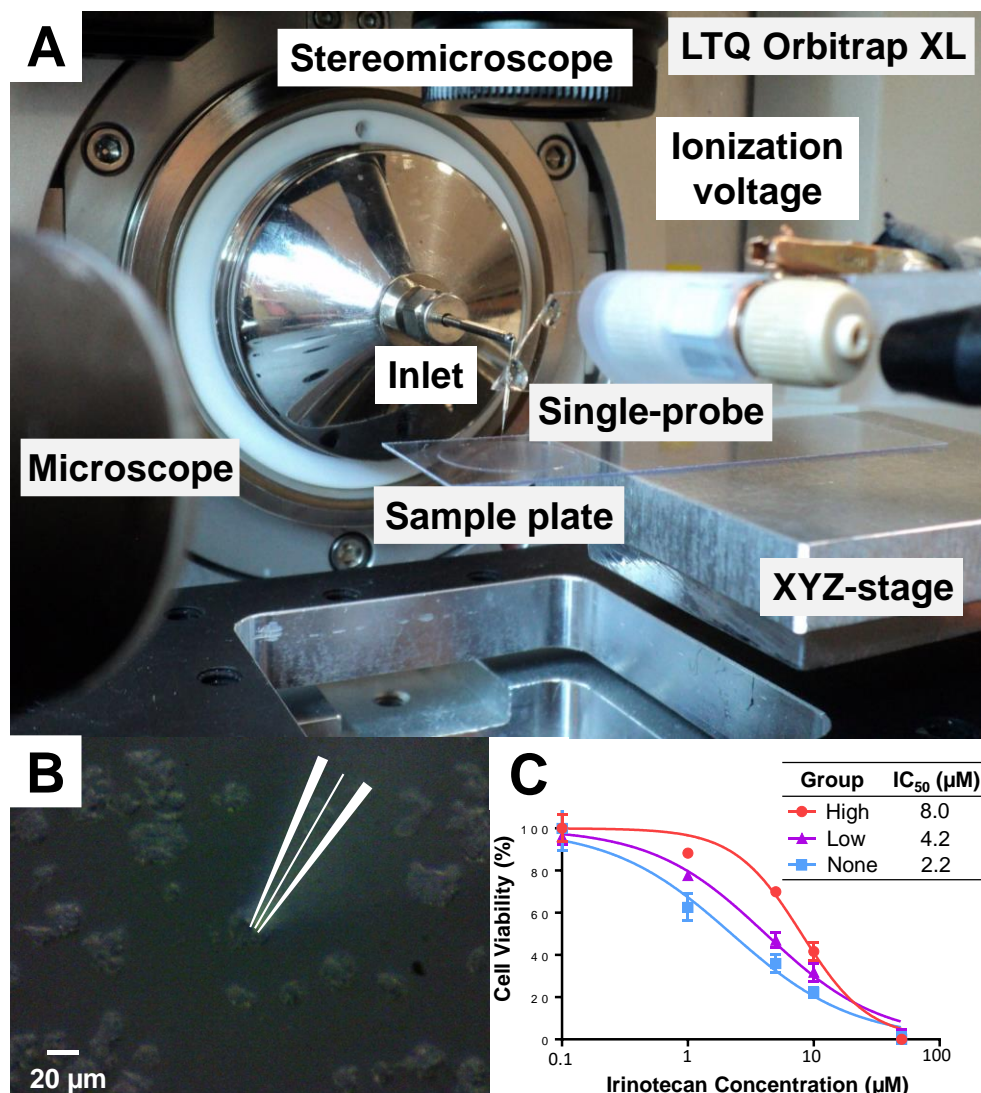 A
Stereomicroscope
LTQ Orbitrap XL
Ionization
voltage
Inlet
Single-probe
Microscope
Sample plate
XYZ-stage
B
20 µm
C
Group IC₅₀ (µM)
High 8.0
Low 4.2
None 2.2
Cell Viability (%)
100
80
60
40
20
0
0.1 1 10 100
Irinotecan Concentration (µM)